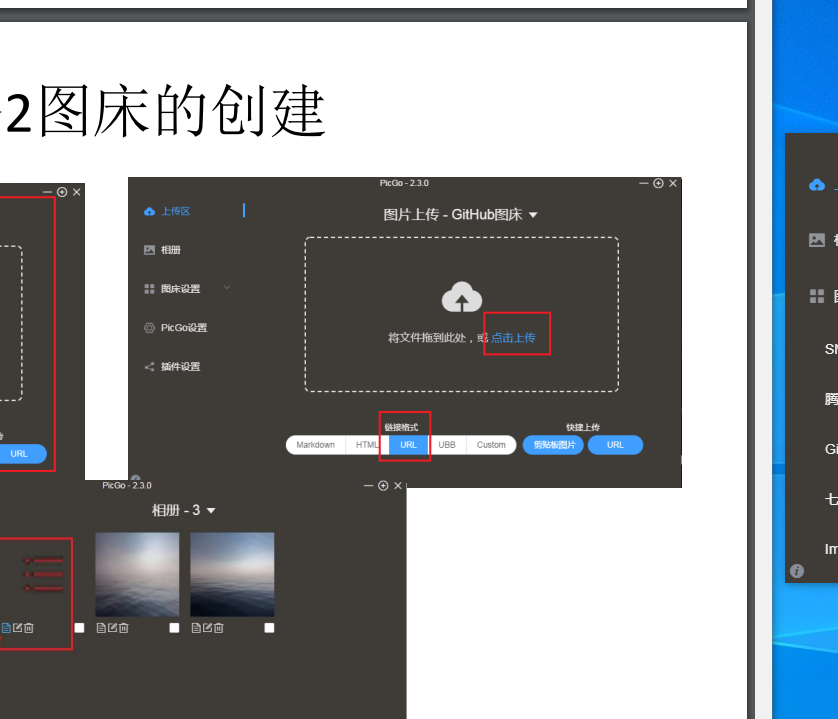 2图床的创建
PicGo - 2.3.0
上传区
图片上传 - GitHub图床
相册
图床设置
PicGo设置
将文件拖到此处，或 点击上传
插件设置
链接格式
快捷上传
Markdown HTML URL UBB Custom 剪贴板图片 URL
URL
PicGo - 2.3.0
相册 - 3
腾
七